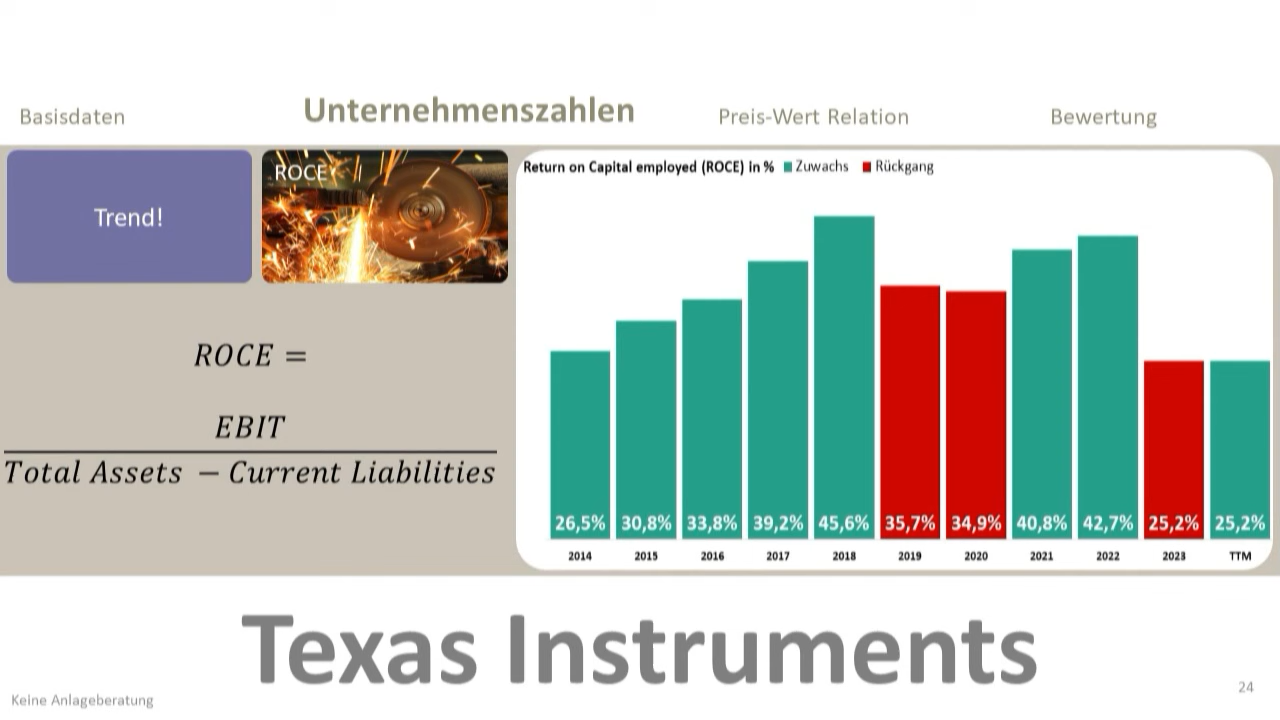 Basisdaten
Unternehmenszahlen
Preis-Wert Relation
Bewertung
Trend!
ROCE
ROCE =
EBIT
Total Assets − Current Liabilities
Return on Capital employed (ROCE) in % Zuwachs Rückgang
26,5% 30,8% 33,8% 39,2% 45,6% 35,7% 34,9% 40,8% 42,7% 25,2% 25,2%
2014 2015 2016 2017 2018 2019 2020 2021 2022 2023 TTM
Texas Instruments
Keine Anlageberatung
24